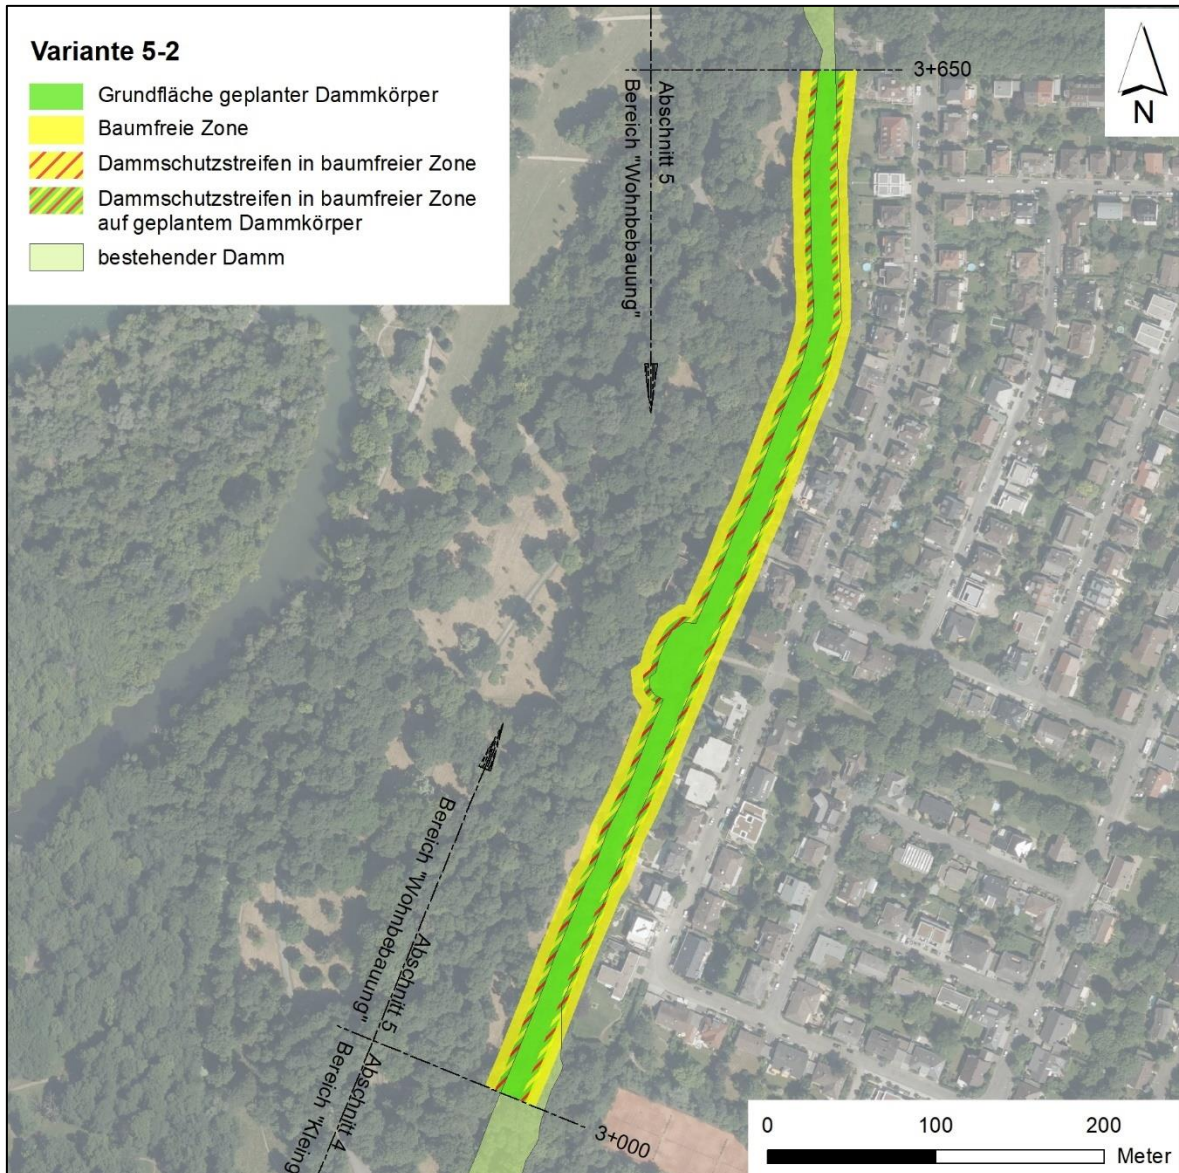 Variante 5-2
Grundfläche geplanter Dammkörper
Baumfreie Zone
Dammschutzstreifen in baumfreier Zone
Dammschutzstreifen in baumfreier Zone
auf geplantem Dammkörper
bestehender Damm
3+650
N
Abschnitt 5
Bereich "Wohnbebauung"
Abschnitt 5
Bereich "Wohnbebauung"
Abschnitt 4
Bereich "Kleing
3+000
0 100 200
Meter